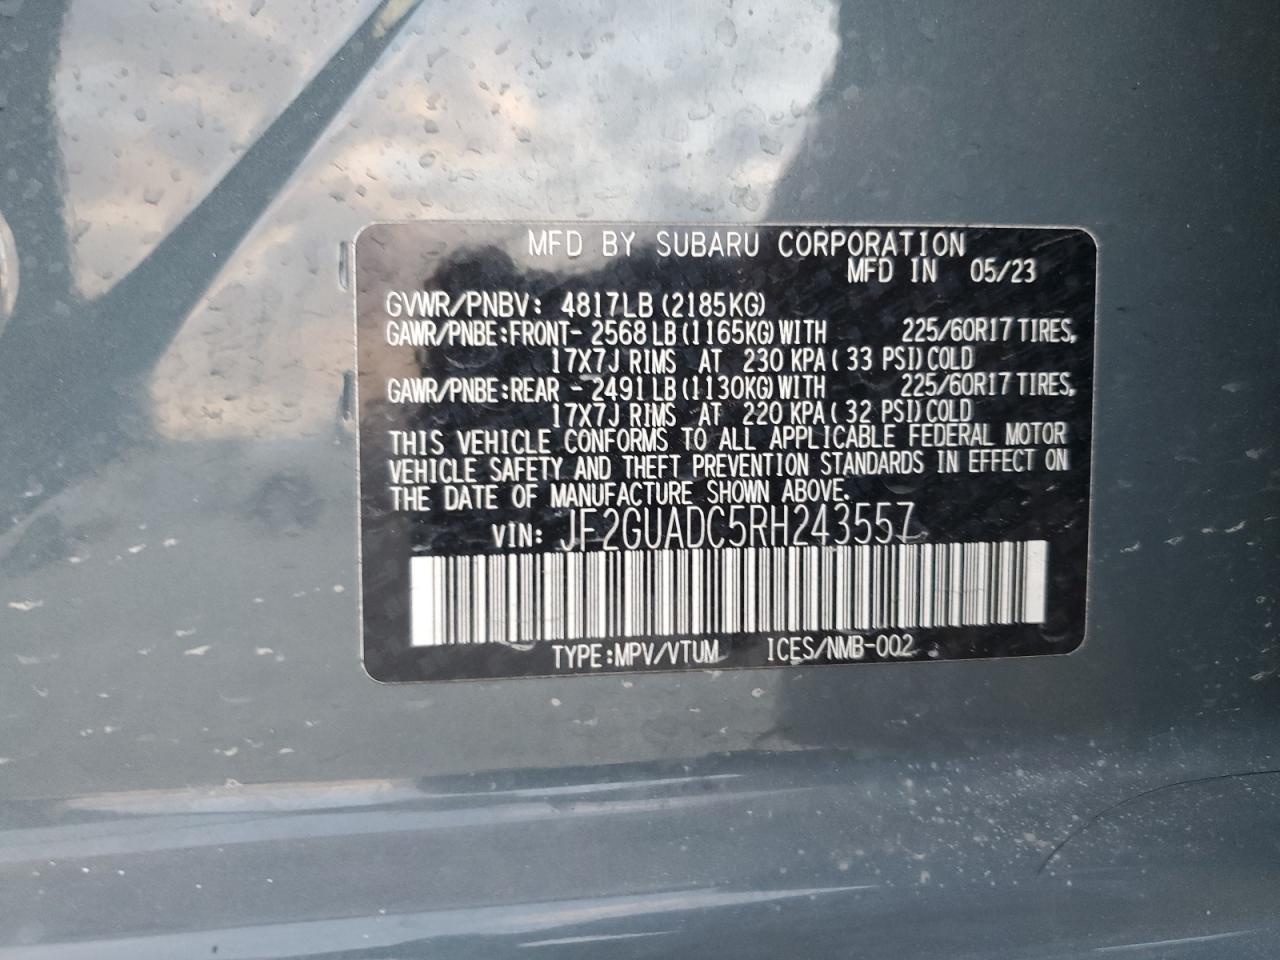 MFD BY SUBARU CORPORATION
MFD IN 05/23
GVWR/PNBV: 4817LB (2185KG)
GAWR/PNBE:FRONT- 2568 LB (1165KG) WITH 225/60R17 TIRES,
17X7J RIMS AT 230 KPA ( 33 PSI) COLD
GAWR/PNBE:REAR - 2491 LB (1130KG) WITH 225/60R17 TIRES,
17X7J RIMS AT 220 KPA ( 32 PSI) COLD
THIS VEHICLE CONFORMS TO ALL APPLICABLE FEDERAL MOTOR
VEHICLE SAFETY AND THEFT PREVENTION STANDARDS IN EFFECT ON
THE DATE OF MANUFACTURE SHOWN ABOVE.
VIN: JF2GUADC5RH243557
TYPE:MPV/VTUM ICES/NMB-002